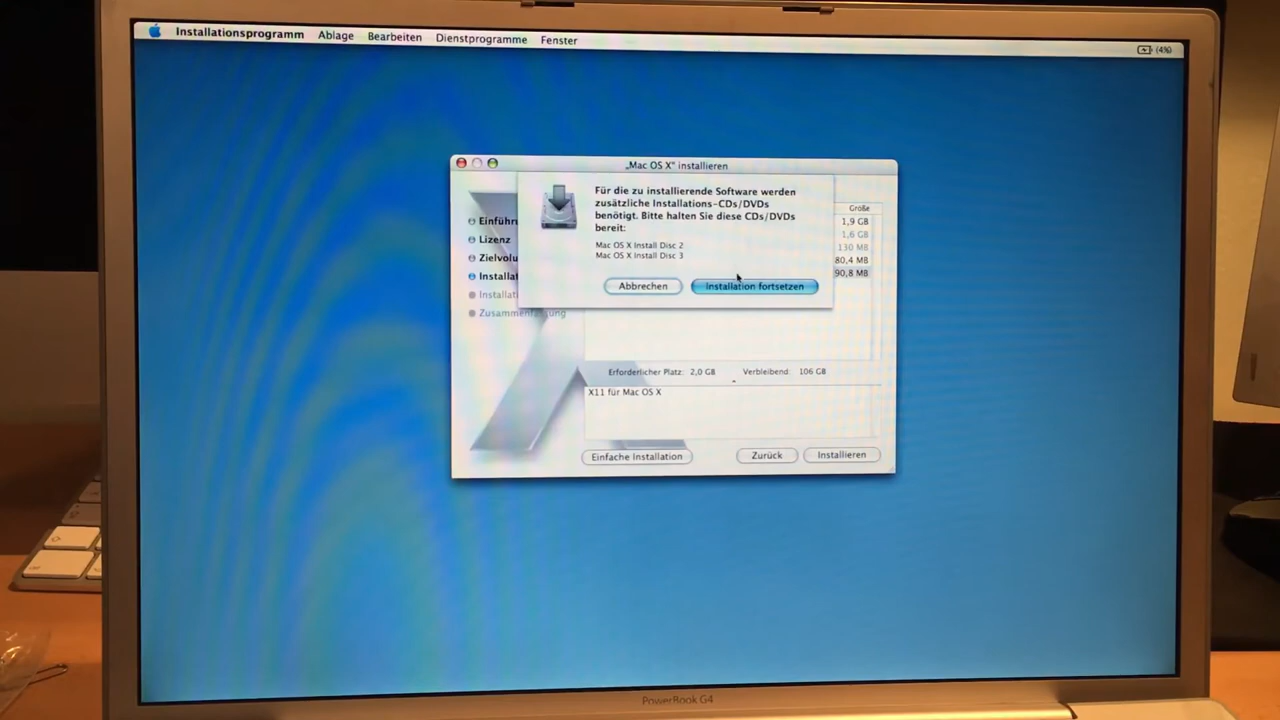 Installationsprogramm Ablage Bearbeiten Dienstprogramme Fenster (4%)
„Mac OS X“ installieren
Für die zu installierende Software werden
zusätzliche Installations-CDs/DVDs
benötigt. Bitte halten Sie diese CDs/DVDs
bereit:
Mac OS X Install Disc 2
Mac OS X Install Disc 3
Abbrechen Installation fortsetzen
Einführ
Lizenz
Zielvolu
Installat
Installati
Zusammenfassung
Größe
1,9 GB
1,6 GB
130 MB
80,4 MB
90,8 MB
Erforderlicher Platz: 2,0 GB Verbleibend: 106 GB
X11 für Mac OS X
Einfache Installation Zurück Installieren
PowerBook G4